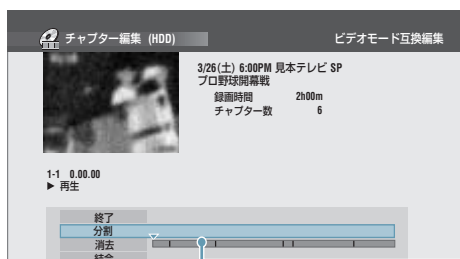 チャプター編集 (HDD)
ビデオモード互換編集
3/26(土) 6:00PM 見本テレビ SP
プロ野球開幕戦
録画時間 2h00m
チャプター数 6
1-1 0.00.00
▶ 再生
終了
分割
消去
結合